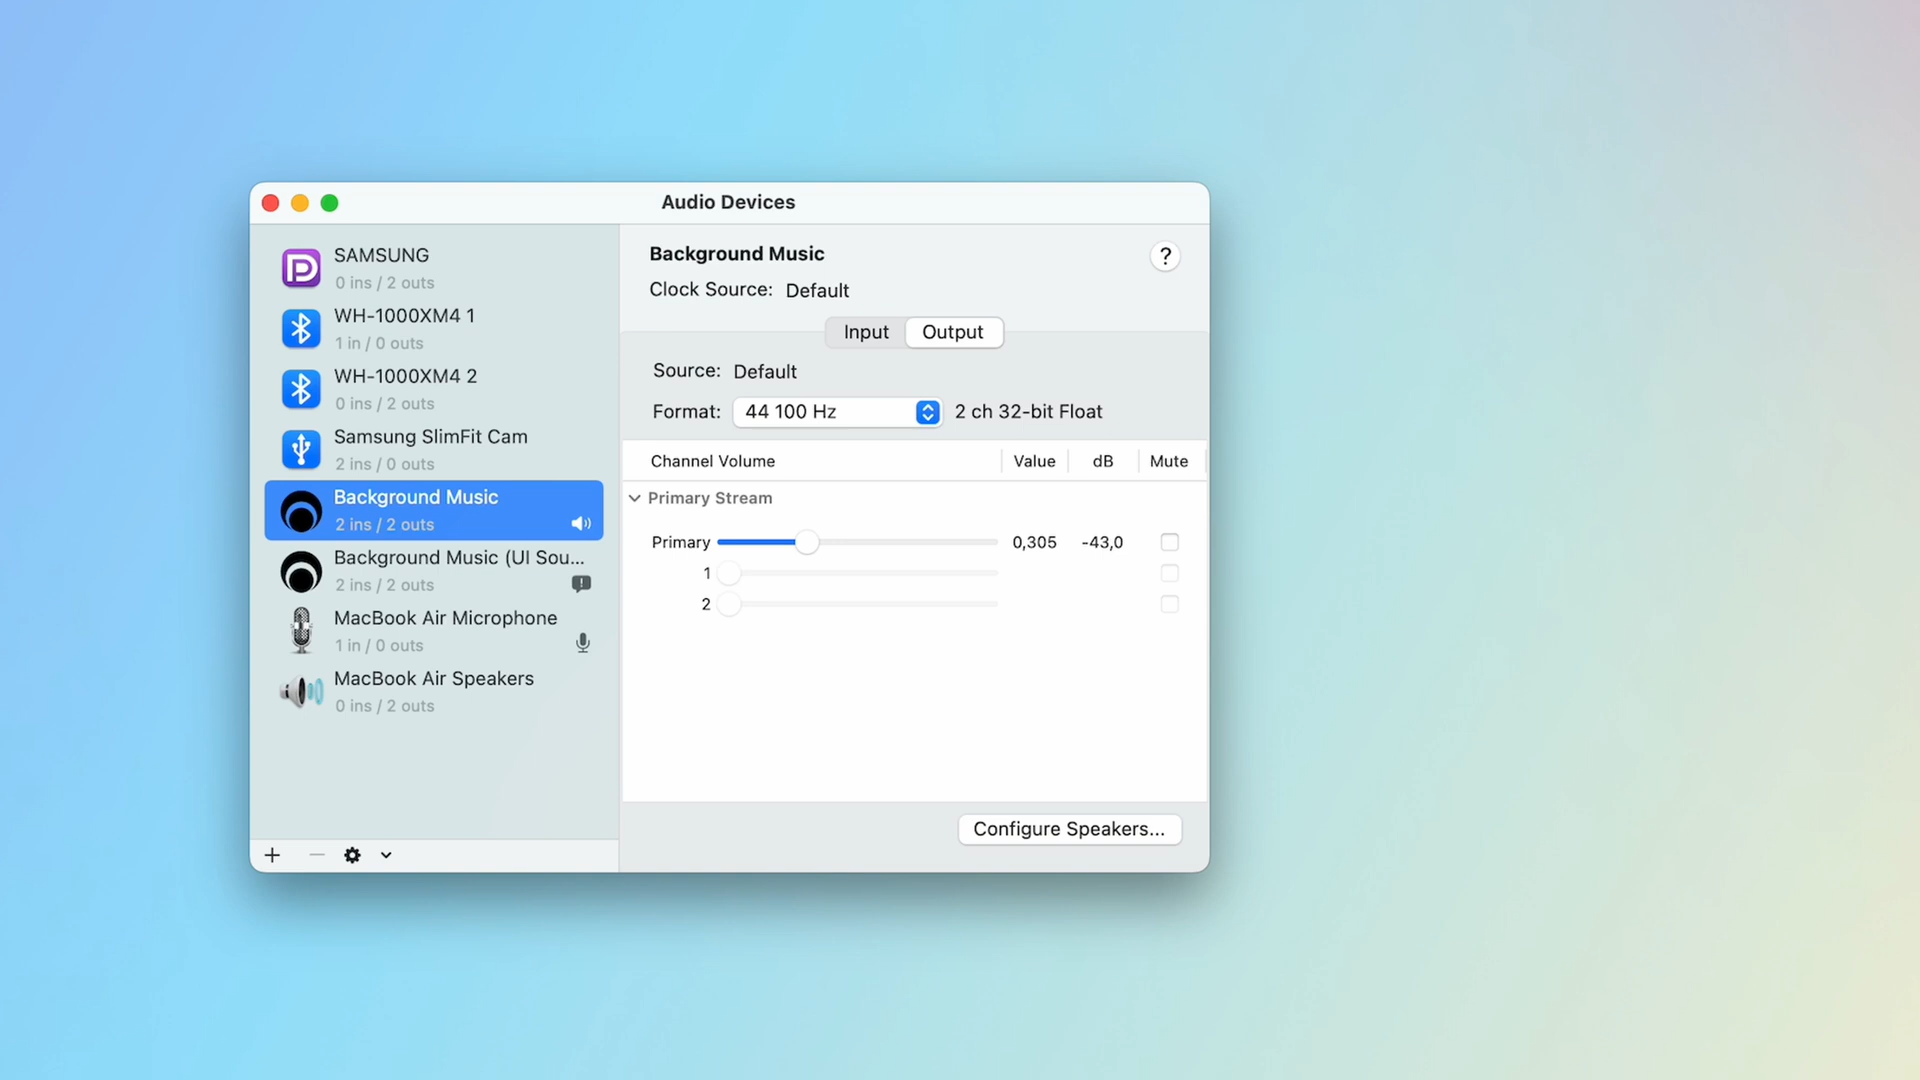 Audio Devices
SAMSUNG
0 ins / 2 outs
WH-1000XM4 1
1 in / 0 outs
WH-1000XM4 2
0 ins / 2 outs
Samsung SlimFit Cam
2 ins / 0 outs
Background Music
2 ins / 2 outs
Background Music (UI Sou...
2 ins / 2 outs
MacBook Air Microphone
1 in / 0 outs
MacBook Air Speakers
0 ins / 2 outs
Background Music
?
Clock Source: Default
Input Output
Source: Default
Format: 44 100 Hz 2 ch 32-bit Float
Channel Volume Value dB Mute
Primary Stream
Primary 0,305 -43,0
1
2
Configure Speakers...